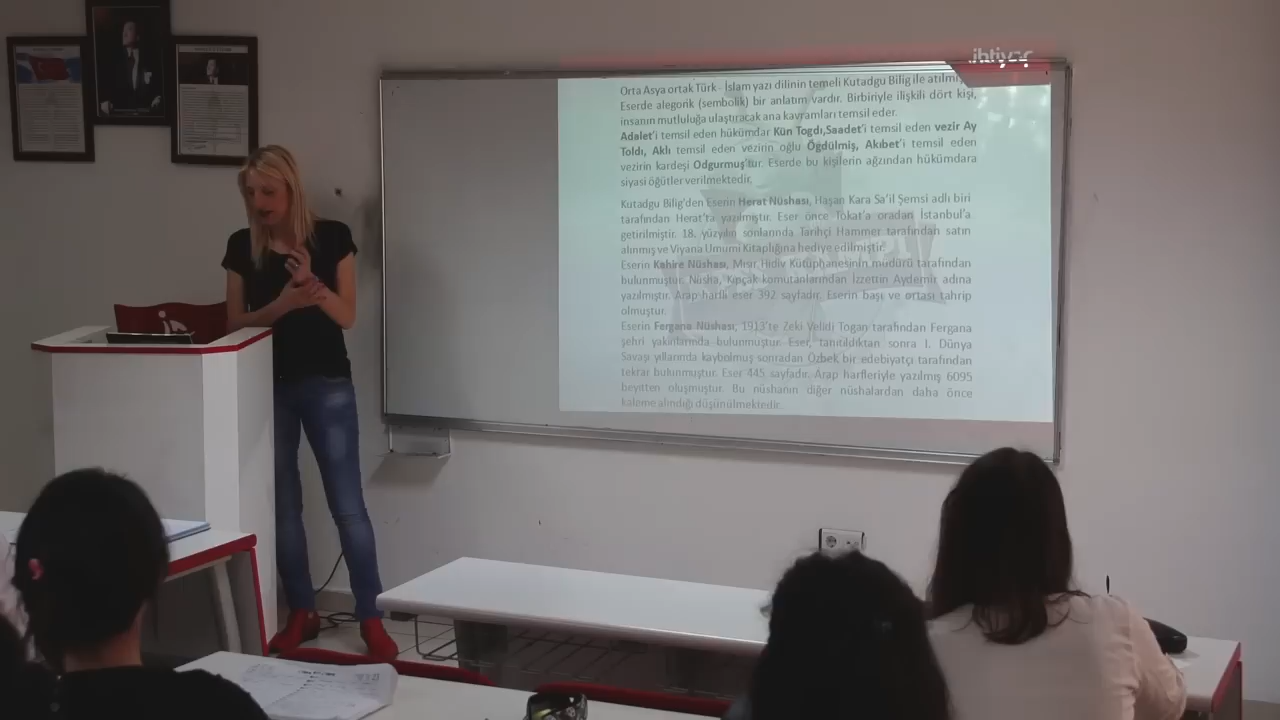 ihtiyaç
Orta Asya ortak Türk - İslam yazı dilinin temeli Kutadgu Bilig ile atılmış
Eserde alegorik (sembolik) bir anlatım vardır. Birbiriyle ilişkili dört kişi,
insanın mutluluğa ulaştıracak ana kavramları temsil eder.
Adalet'i temsil eden hükümdar Kün Togdı,Saadet'i temsil eden vezir Ay
Toldı, Aklı temsil eden vezirin oğlu Ögdülmiş, Akıbet'i temsil eden
vezirin kardeşi Odgurmuş'tur. Eserde bu kişilerin ağzından hükümdara
siyasi öğütler verilmektedir.
Kutadgu Bilig'den Eserin Herat Nüshası, Hasan Kara Sa'il Şemsi adlı biri
tarafından Herat'ta yazılmıştır. Eser önce Tokat'a oradan İstanbul'a
getirilmiştir. 18. yüzyılın sonlarında Tarihçi Hammer tarafından satın
alınmış ve Viyana Umumi Kitaplığına hediye edilmiştir.
Eserin Kahire Nüshası, Mısır Hidiv Kütüphanesinin müdürü tarafından
bulunmuştur. Nüsha, Kıpçak komutanlarından İzzettin Aydemir adına
yazılmıştır. Arap harfli eser 392 sayfadır. Eserin başı ve ortası tahrip
olmuştur.
Eserin Fergana Nüshası, 1913'te Zeki Velidi Togan tarafından Fergana
şehri yakınlarında bulunmuştur. Eser, tanıtıldıktan sonra I. Dünya
Savaşı yıllarında kaybolmuş sonradan Özbek bir edebiyatçı tarafından
tekrar bulunmuştur. Eser 445 sayfadır. Arap harfleriyle yazılmış 6095
beyitten oluşmuştur. Bu nüshanın diğer nüshalardan daha önce
kaleme alındığı düşünülmektedir.